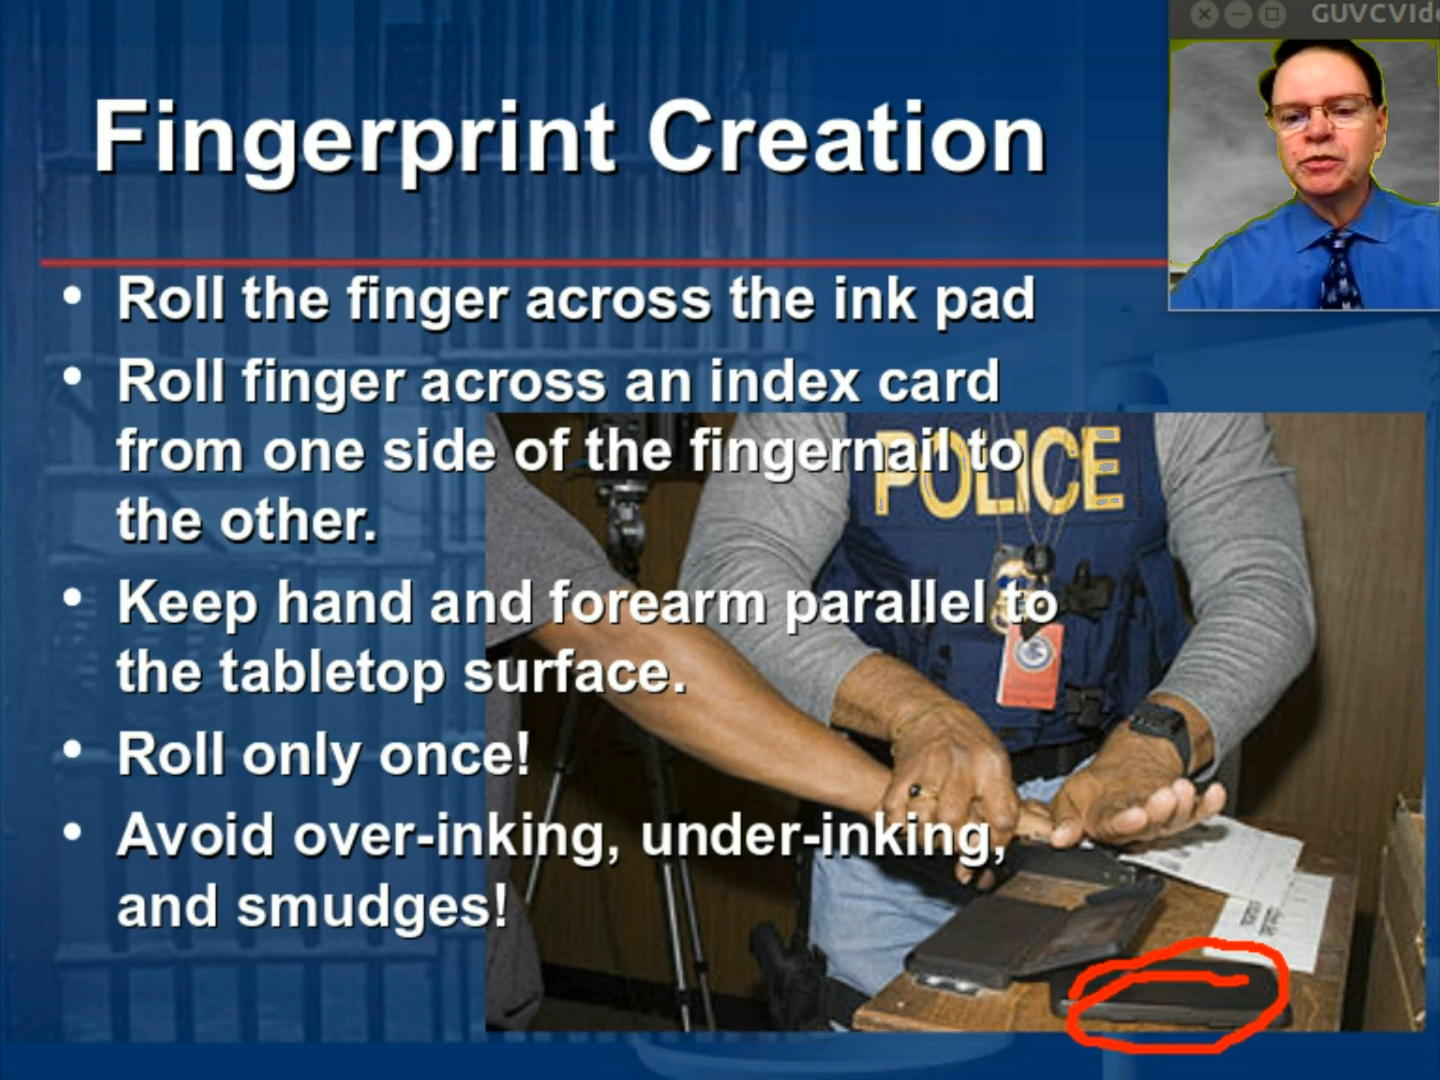 GUVCVid
Fingerprint Creation
• Roll the finger across the ink pad
• Roll finger across an index card
from one side of the fingernail to
the other.
POLICE
• Keep hand and forearm parallel to
the tabletop surface.
• Roll only once!
• Avoid over-inking, under-inking,
and smudges!